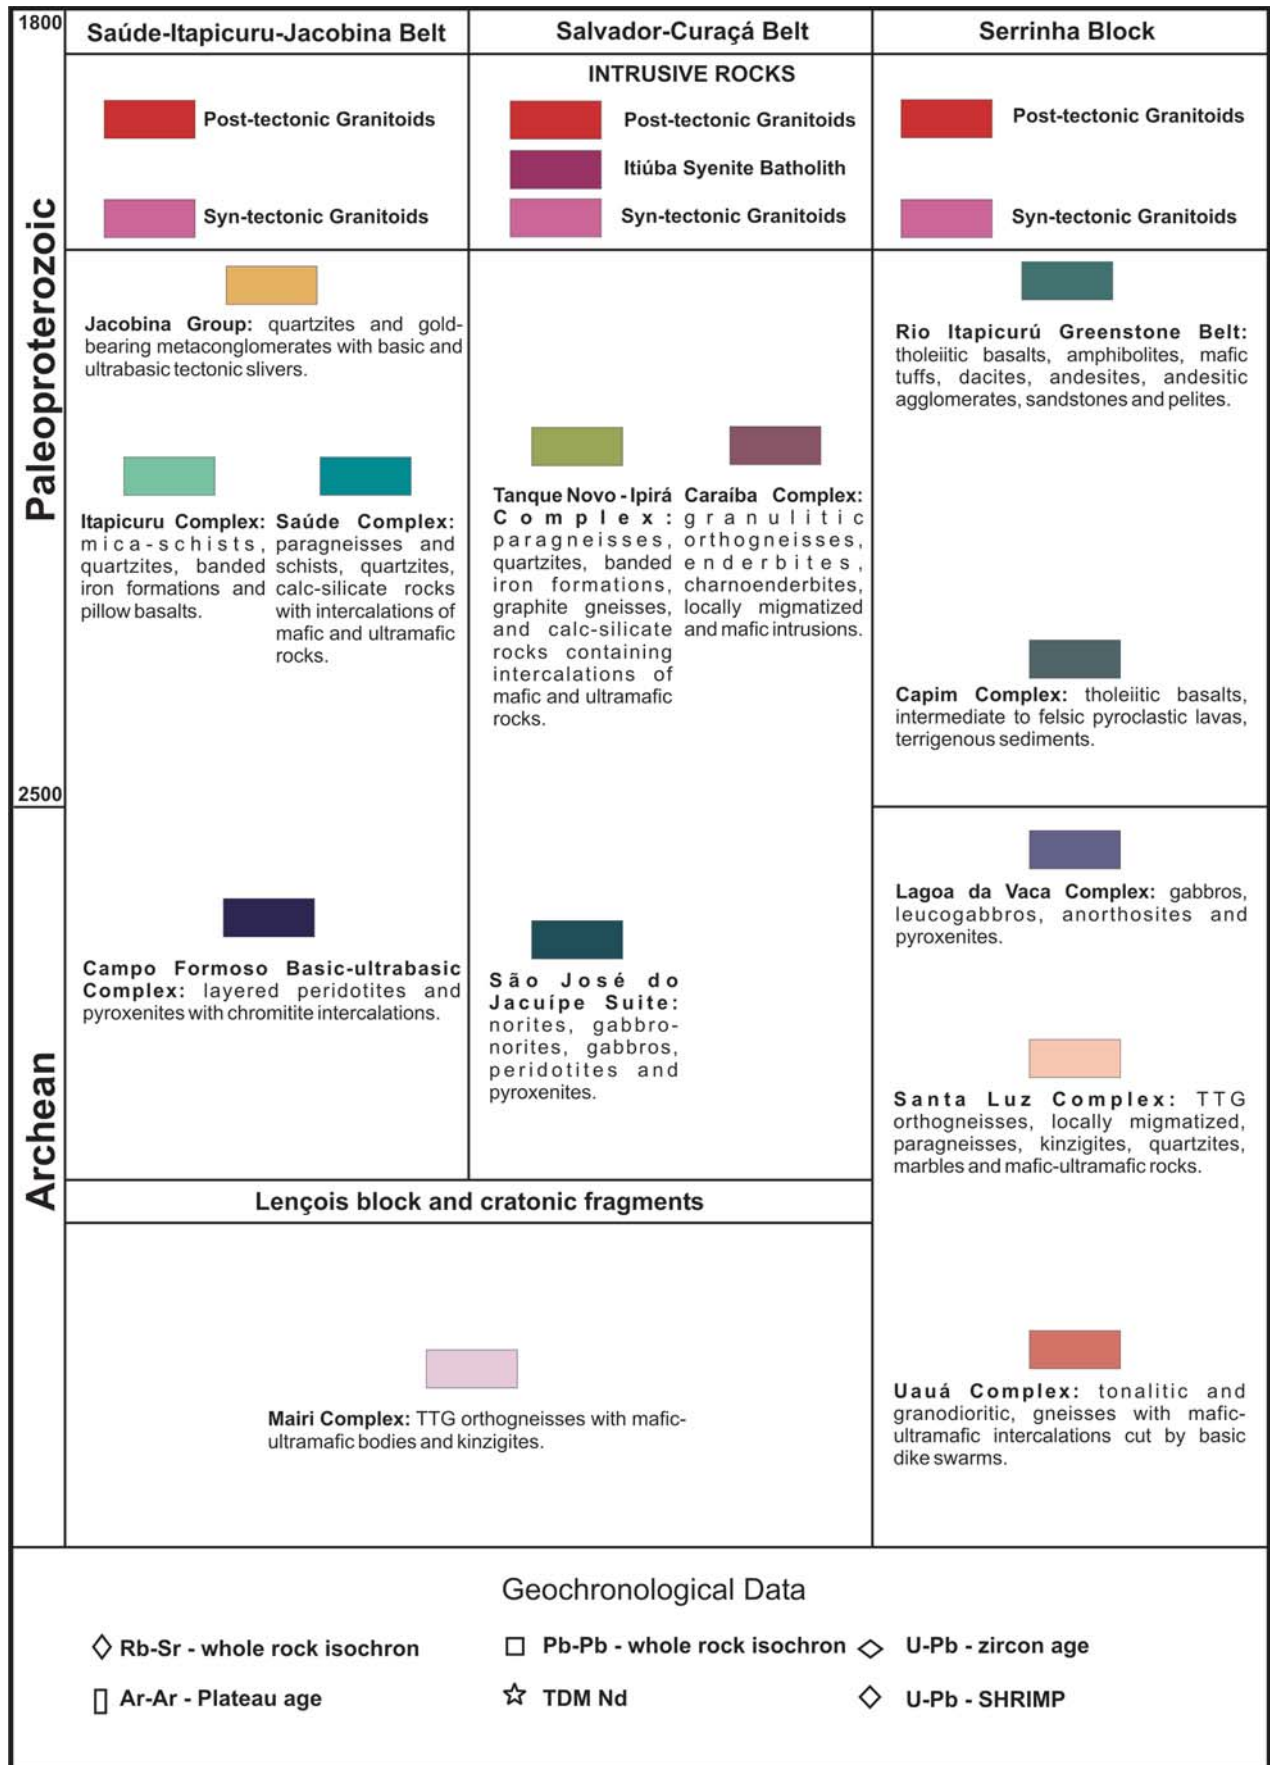 1800
Saúde-Itapicuru-Jacobina Belt
Salvador-Curaçá Belt
Serrinha Block
Paleoproterozoic
INTRUSIVE ROCKS
Post-tectonic Granitoids
Syn-tectonic Granitoids
Post-tectonic Granitoids
Itiúba Syenite Batholith
Syn-tectonic Granitoids
Post-tectonic Granitoids
Syn-tectonic Granitoids
Jacobina Group: quartzites and gold-
bearing metaconglomerates with basic and
ultrabasic tectonic slivers.
Itapicuru Complex:
mica-schists,
quartzites, banded
iron formations and
pillow basalts.
Saúde Complex:
paragneisses and
schists, quartzites,
calc-silicate rocks
with intercalations of
mafic and ultramafic
rocks.
Tanque Novo - Ipirá
Complex:
paragneisses,
quartzites, banded
iron formations,
graphite gneisses,
and calc-silicate
rocks containing
intercalations of
mafic and ultramafic
rocks.
Caraíba Complex:
granulitic
orthogneisses,
enderbites,
charnoenderbites,
locally migmatized
and mafic intrusions.
Rio Itapicurú Greenstone Belt:
tholeiitic basalts, amphibolites, mafic
tuffs, dacites, andesites, andesitic
agglomerates, sandstones and pelites.
Capim Complex: tholeiitic basalts,
intermediate to felsic pyroclastic lavas,
terrigenous sediments.
2500
Archean
Campo Formoso Basic-ultrabasic
Complex: layered peridotites and
pyroxenites with chromitite intercalations.
São José do
Jacuípe Suite:
norites, gabbro-
norites, gabbros,
peridotites and
pyroxenites.
Lagoa da Vaca Complex: gabbros,
leucogabbros, anorthosites and
pyroxenites.
Santa Luz Complex: TTG
orthogneisses, locally migmatized,
paragneisses, kinzigites, quartzites,
marbles and mafic-ultramafic rocks.
Uauá Complex: tonalitic and
granodioritic, gneisses with mafic-
ultramafic intercalations cut by basic
dike swarms.
Lençois block and cratonic fragments
Mairi Complex: TTG orthogneisses with mafic-
ultramafic bodies and kinzigites.
Geochronological Data
Rb-Sr - whole rock isochron
Pb-Pb - whole rock isochron
U-Pb - zircon age
Ar-Ar - Plateau age
TDM Nd
U-Pb - SHRIMP